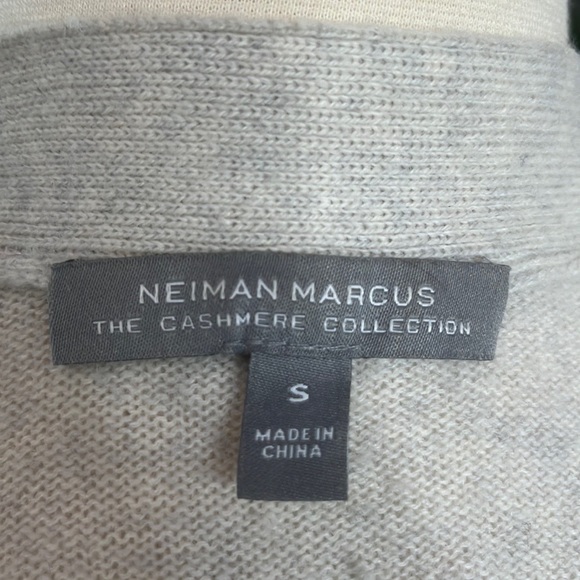 NEIMAN MARCUS
THE CASHMERE COLLECTION
S
MADE IN
CHINA